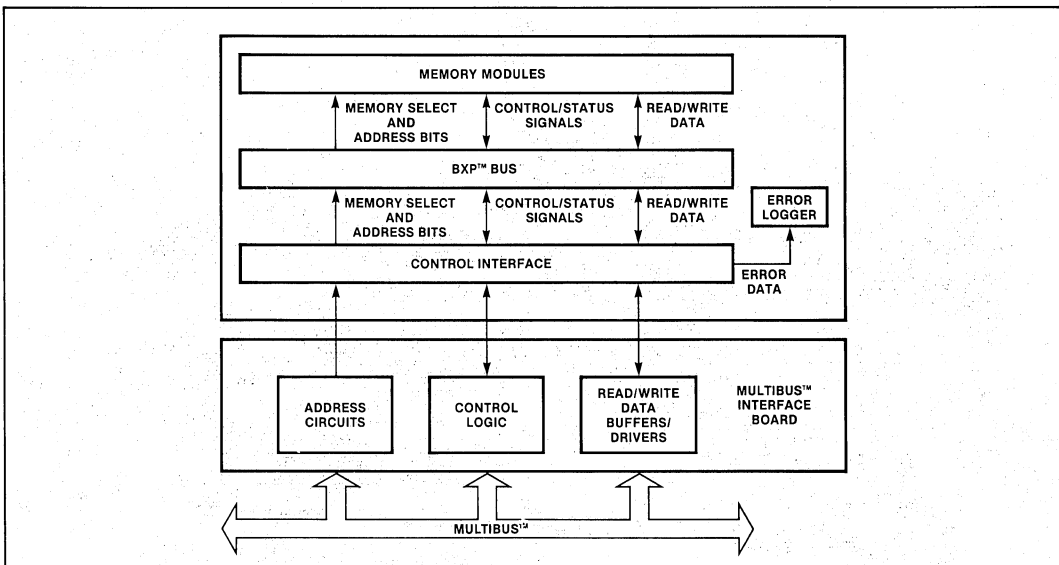 MEMORY MODULES
MEMORY SELECT
AND
ADDRESS BITS
CONTROL/STATUS
SIGNALS
READ/WRITE
DATA
BXP™ BUS
MEMORY SELECT
AND
ADDRESS BITS
CONTROL/STATUS
SIGNALS
READ/WRITE
DATA
ERROR
LOGGER
CONTROL INTERFACE
ERROR
DATA
ADDRESS
CIRCUITS
CONTROL
LOGIC
READ/WRITE
DATA
BUFFERS/
DRIVERS
MULTIBUS™
INTERFACE
BOARD
MULTIBUS™